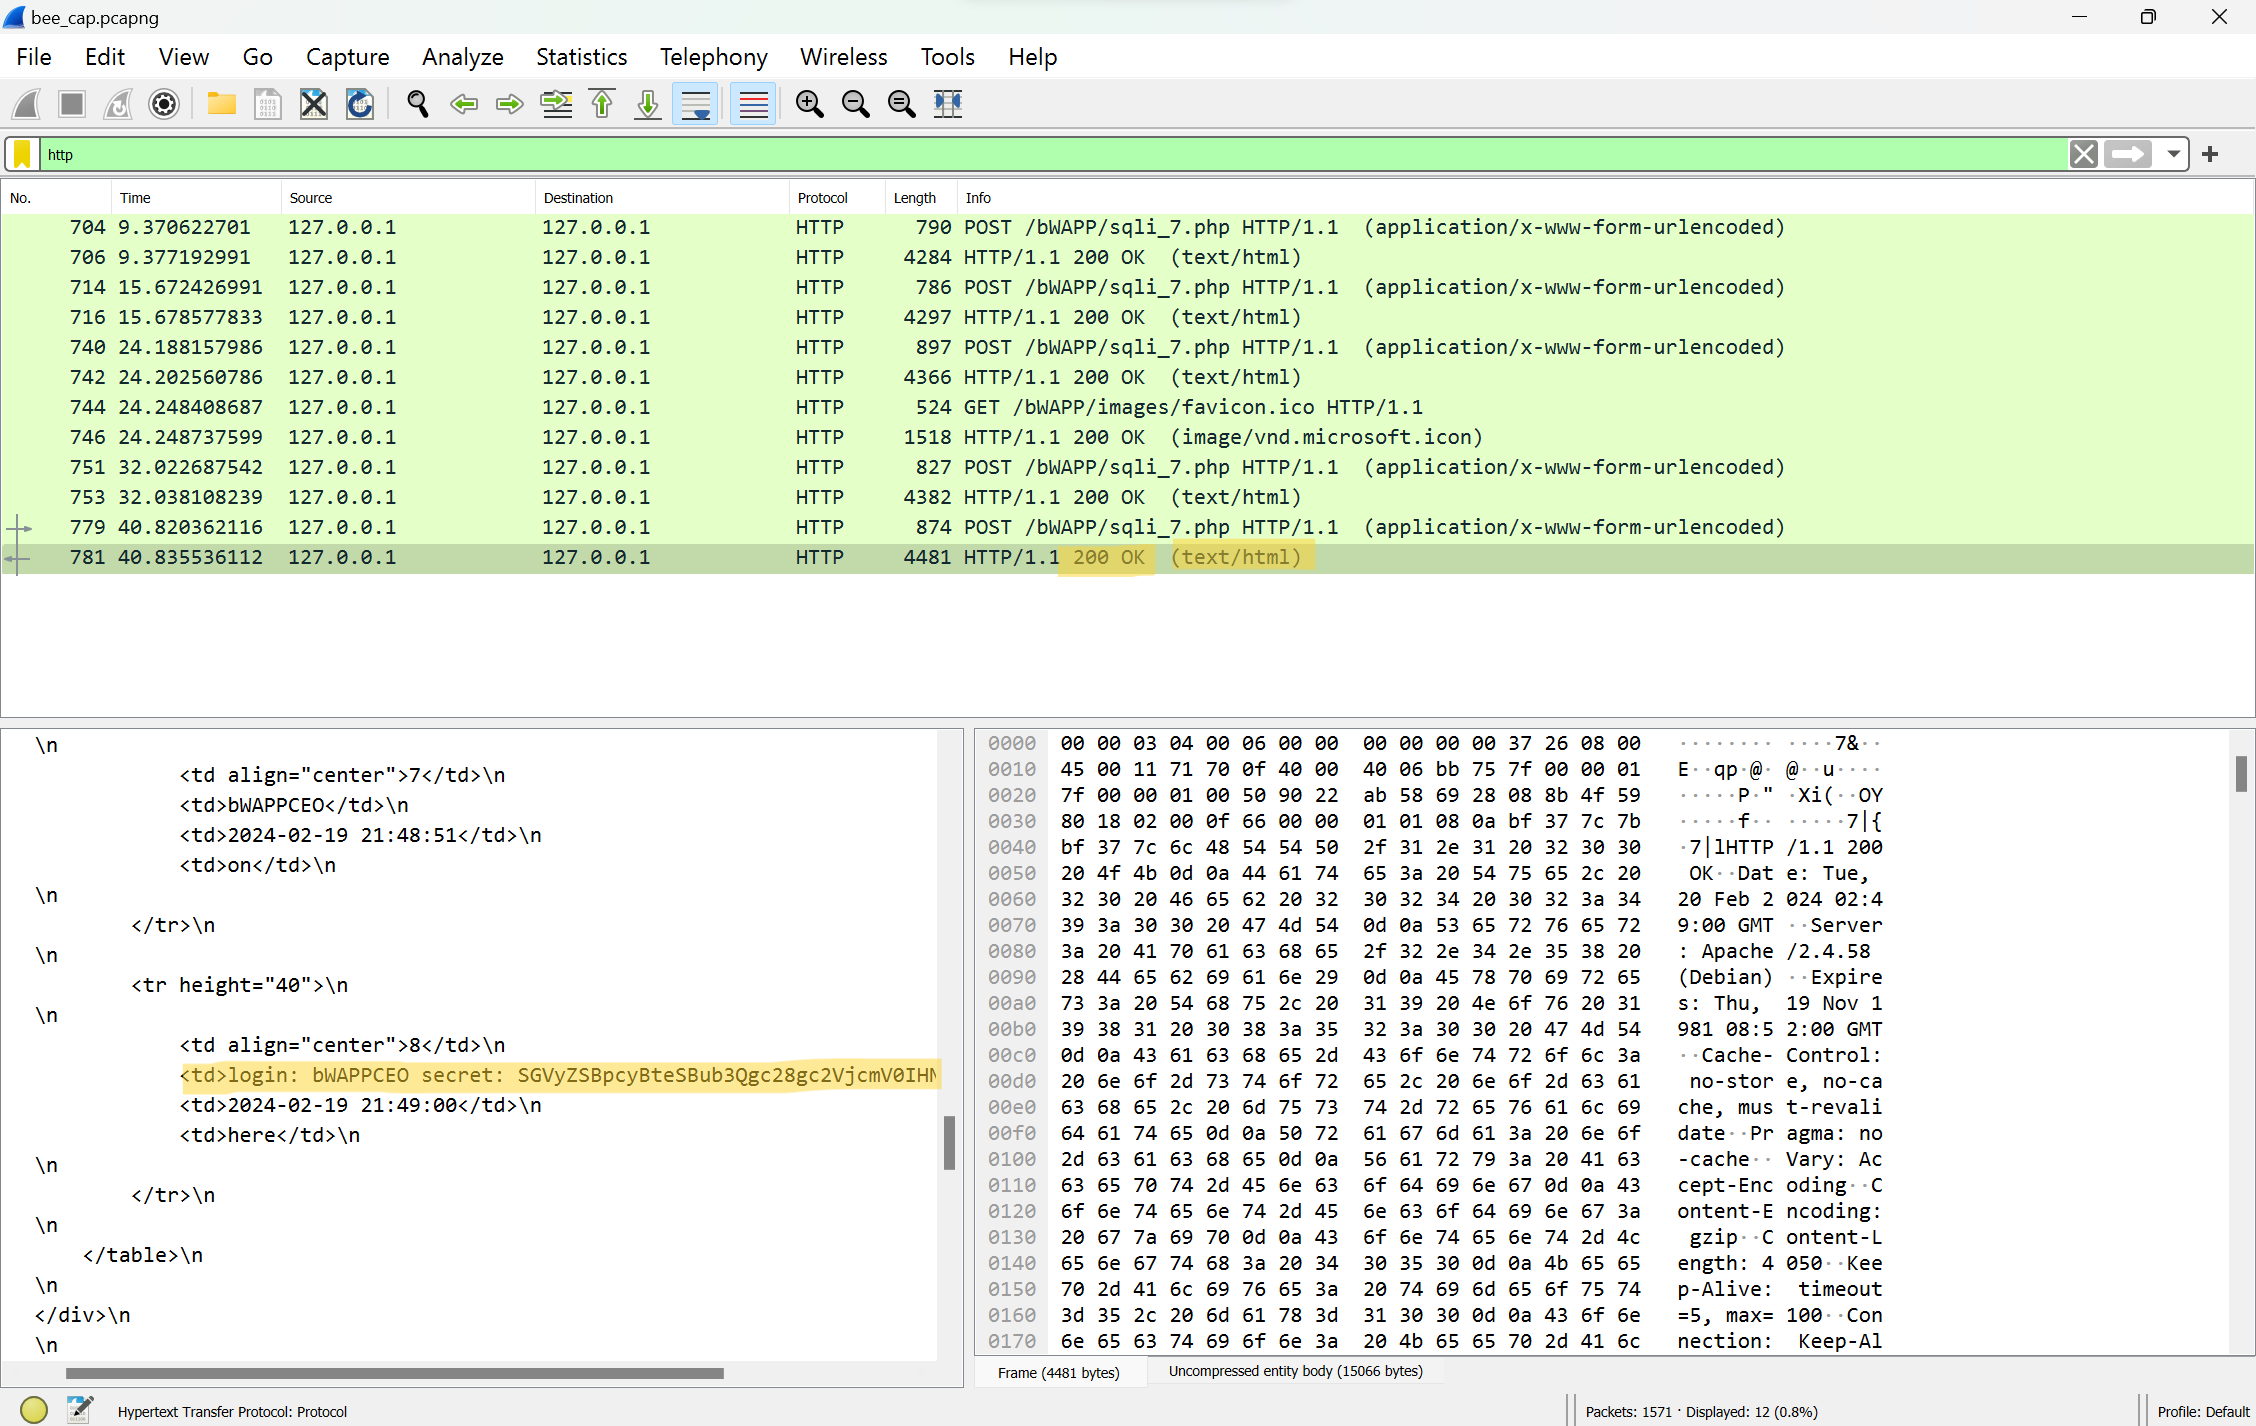 bee_cap.pcapng
File Edit View Go Capture Analyze Statistics Telephony Wireless Tools Help
http
No. Time Source Destination Protocol Length Info
704 9.370622701 127.0.0.1 127.0.0.1 HTTP 790 POST /bWAPP/sqli_7.php HTTP/1.1 (application/x-www-form-urlencoded)
706 9.377192991 127.0.0.1 127.0.0.1 HTTP 4284 HTTP/1.1 200 OK (text/html)
714 15.672426991 127.0.0.1 127.0.0.1 HTTP 786 POST /bWAPP/sqli_7.php HTTP/1.1 (application/x-www-form-urlencoded)
716 15.678577833 127.0.0.1 127.0.0.1 HTTP 4297 HTTP/1.1 200 OK (text/html)
740 24.188157986 127.0.0.1 127.0.0.1 HTTP 897 POST /bWAPP/sqli_7.php HTTP/1.1 (application/x-www-form-urlencoded)
742 24.202560786 127.0.0.1 127.0.0.1 HTTP 4366 HTTP/1.1 200 OK (text/html)
744 24.248408687 127.0.0.1 127.0.0.1 HTTP 524 GET /bWAPP/images/favicon.ico HTTP/1.1
746 24.248737599 127.0.0.1 127.0.0.1 HTTP 1518 HTTP/1.1 200 OK (image/vnd.microsoft.icon)
751 32.022687542 127.0.0.1 127.0.0.1 HTTP 827 POST /bWAPP/sqli_7.php HTTP/1.1 (application/x-www-form-urlencoded)
753 32.038108239 127.0.0.1 127.0.0.1 HTTP 4382 HTTP/1.1 200 OK (text/html)
779 40.820362116 127.0.0.1 127.0.0.1 HTTP 874 POST /bWAPP/sqli_7.php HTTP/1.1 (application/x-www-form-urlencoded)
781 40.835536112 127.0.0.1 127.0.0.1 HTTP 4481 HTTP/1.1 200 OK (text/html)
\n
<td align="center">7</td>\n
<td>bWAPPCEO</td>\n
<td>2024-02-19 21:48:51</td>\n
<td>on</td>\n
\n
</tr>\n
\n
<tr height="40">\n
\n
<td align="center">8</td>\n
<td>login: bWAPPCEO secret: SGVyZSBpcyBteSBub3Qgc28gc2VjcmV0IHN
<td>2024-02-19 21:49:00</td>\n
<td>here</td>\n
\n
</tr>\n
\n
</table>\n
\n
</div>\n
\n
0000 00 00 03 04 00 06 00 00 00 00 00 00 37 26 08 00 ········ ····7&··
0010 45 00 11 71 70 0f 40 00 40 06 bb 75 7f 00 00 01 E··qp·@· @··u····
0020 7f 00 00 01 00 50 90 22 ab 58 69 28 08 8b 4f 59 ·····P·" ·Xi(··OY
0030 80 18 02 00 0f 66 00 00 01 01 08 0a bf 37 7c 7b ·····f·· ·····7|{
0040 bf 37 7c 6c 48 54 54 50 2f 31 2e 31 20 32 30 30 ·7|lHTTP /1.1 200
0050 20 4f 4b 0d 0a 44 61 74 65 3a 20 54 75 65 2c 20 OK··Dat e: Tue,
0060 32 30 20 46 65 62 20 32 30 32 34 20 30 32 3a 34 20 Feb 2 024 02:4
0070 39 3a 30 30 20 47 4d 54 0d 0a 53 65 72 76 65 72 9:00 GMT ··Server
0080 3a 20 41 70 61 63 68 65 2f 32 2e 34 2e 35 38 20 : Apache /2.4.58
0090 28 44 65 62 69 61 6e 29 0d 0a 45 78 70 69 72 65 (Debian) ··Expire
00a0 73 3a 20 54 68 75 2c 20 31 39 20 4e 6f 76 20 31 s: Thu, 19 Nov 1
00b0 39 38 31 20 30 38 3a 35 32 3a 30 30 20 47 4d 54 981 08:5 2:00 GMT
00c0 0d 0a 43 61 63 68 65 2d 43 6f 6e 74 72 6f 6c 3a ··Cache- Control:
00d0 20 6e 6f 2d 73 74 6f 72 65 2c 20 6e 6f 2d 63 61 no-stor e, no-ca
00e0 63 68 65 2c 20 6d 75 73 74 2d 72 65 76 61 6c 69 che, mus t-revali
00f0 64 61 74 65 0d 0a 50 72 61 67 6d 61 3a 20 6e 6f date··Pr agma: no
0100 2d 63 61 63 68 65 0d 0a 56 61 72 79 3a 20 41 63 -cache·· Vary: Ac
0110 63 65 70 74 2d 45 6e 63 6f 64 69 6e 67 0d 0a 43 cept-Enc oding··C
0120 6f 6e 74 65 6e 74 2d 45 6e 63 6f 64 69 6e 67 3a ontent-E ncoding:
0130 20 67 7a 69 70 0d 0a 43 6f 6e 74 65 6e 74 2d 4c gzip··C ontent-L
0140 65 6e 67 74 68 3a 20 34 30 35 30 0d 0a 4b 65 65 ength: 4 050··Kee
0150 70 2d 41 6c 69 76 65 3a 20 74 69 6d 65 6f 75 74 p-Alive: timeout
0160 3d 35 2c 20 6d 61 78 3d 31 30 30 0d 0a 43 6f 6e =5, max= 100··Con
0170 6e 65 63 74 69 6f 6e 3a 20 4b 65 65 70 2d 41 6c nection: Keep-Al
Frame (4481 bytes) Uncompressed entity body (15066 bytes)
Hypertext Transfer Protocol: Protocol Packets: 1571 · Displayed: 12 (0.8%) Profile: Default